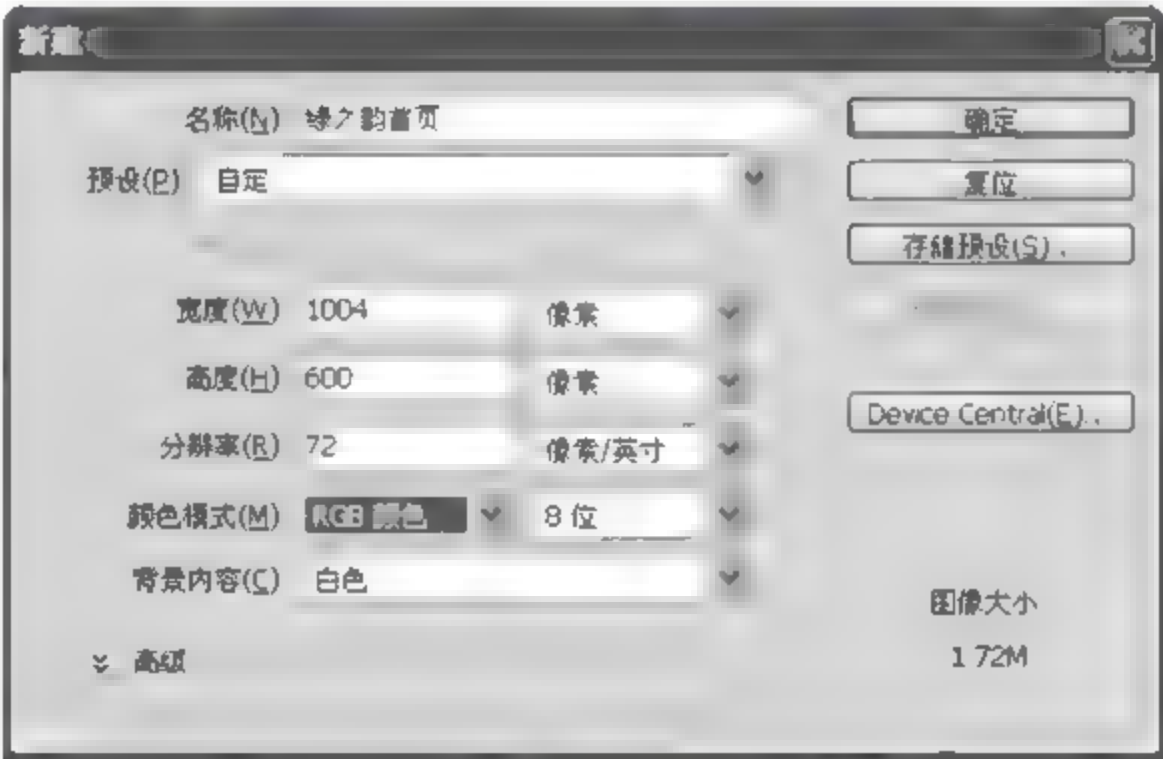 新建
名称(N) 绿之韵首页
确定
预设(P) 自定
复位
存储预设(S)..
宽度(W) 1004 像素
高度(H) 600 像素
Device Central(E)..
分辨率(R) 72 像素/英寸
颜色模式(M) RGB 颜色 8 位
背景内容(C) 白色
图像大小
高级
1 72M